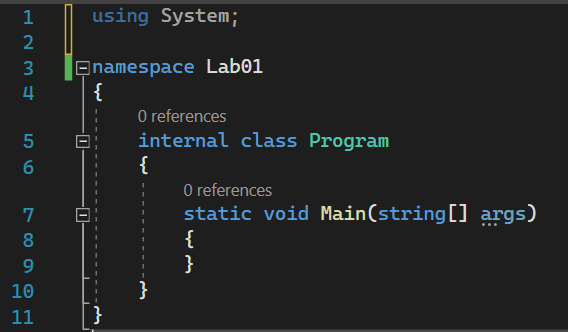 1 using System;
2
3 namespace Lab01
4 {
0 references
5 internal class Program
6 {
0 references
7 static void Main(string[] args)
8 {
9 }
10 }
11 }